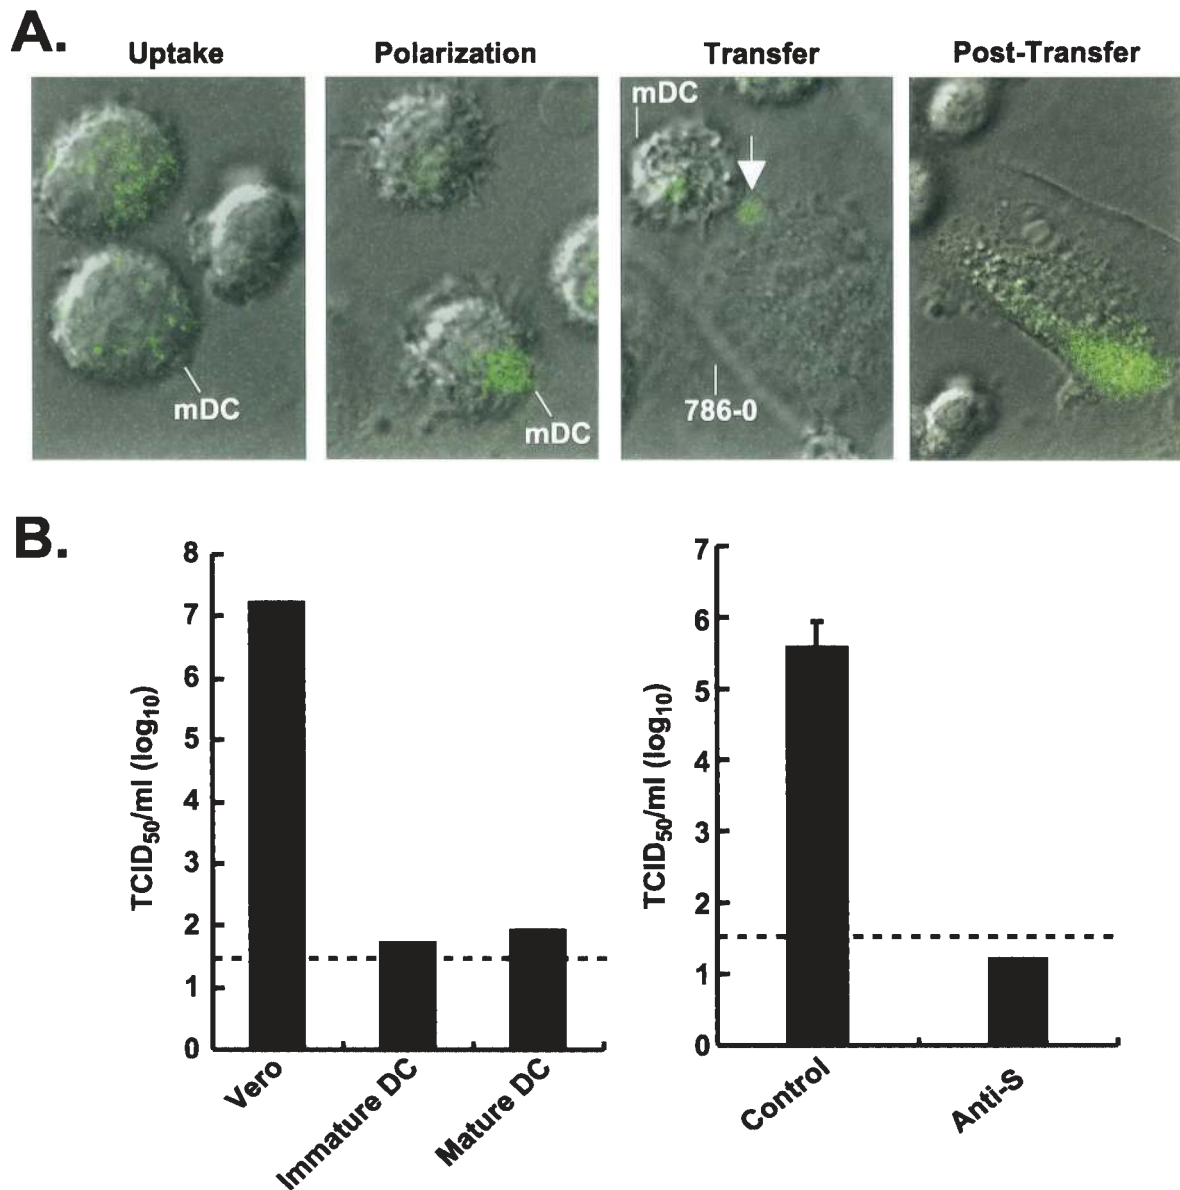 A.
Uptake
Polarization
Transfer
Post-Transfer
mDC
mDC
mDC
786-0
B.
TCID50/ml (log10)
8
7
6
5
4
3
2
1
0
Vero
Immature DC
Mature DC
TCID50/ml (log10)
7
6
5
4
3
2
1
0
Control
Anti-S